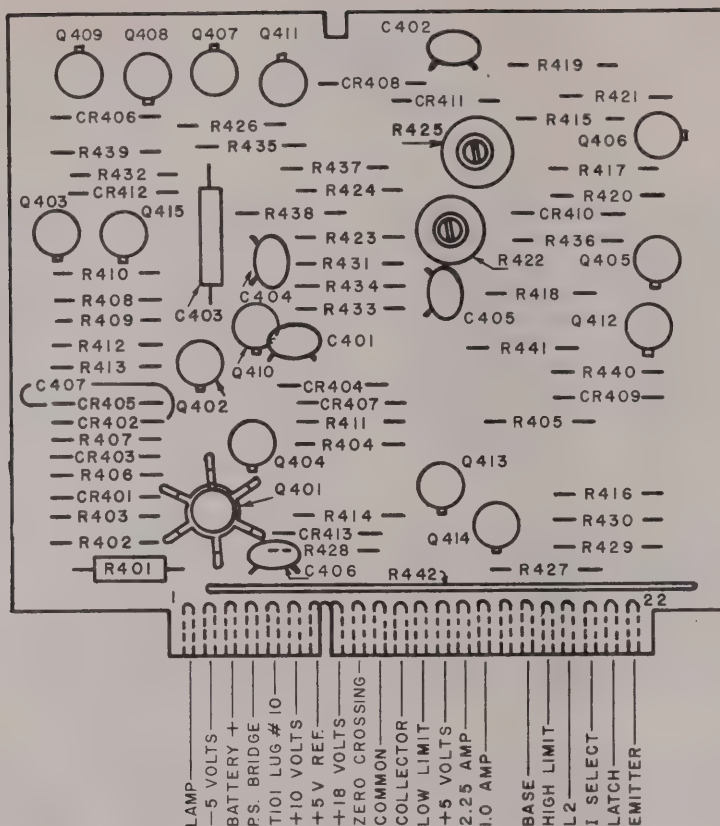 Q409
Q408
Q407
Q411
C402
CR408
R419
CR411
R421
CR406
R426
R425
R415
Q406
R439
R435
R437
R417
R432
R424
R420
CR412
Q403
Q415
R438
CR410
R423
R436
R431
R422
Q405
R410
C404
R434
R408
R433
R418
R409
C403
C405
Q412
R412
C401
R441
R413
Q410
C407
CR404
R440
CR405
Q402
CR407
CR409
CR402
R411
R405
R407
R404
CR403
Q404
Q413
R406
Q401
CR401
R416
R403
R414
R430
CR413
Q414
R402
R428
R429
R401
C406
R442
R427
1
22
LAMP
-5 VOLTS
BATTERY +
P.S. BRIDGE
T101 LUG # 10
+10 VOLTS
+5V REF.
+18 VOLTS
ZERO CROSSING
COMMON
COLLECTOR
LOW LIMIT
+5 VOLTS
2.25 AMP
1.0 AMP
BASE
HIGH LIMIT
L2
I SELECT
LATCH
EMITTER